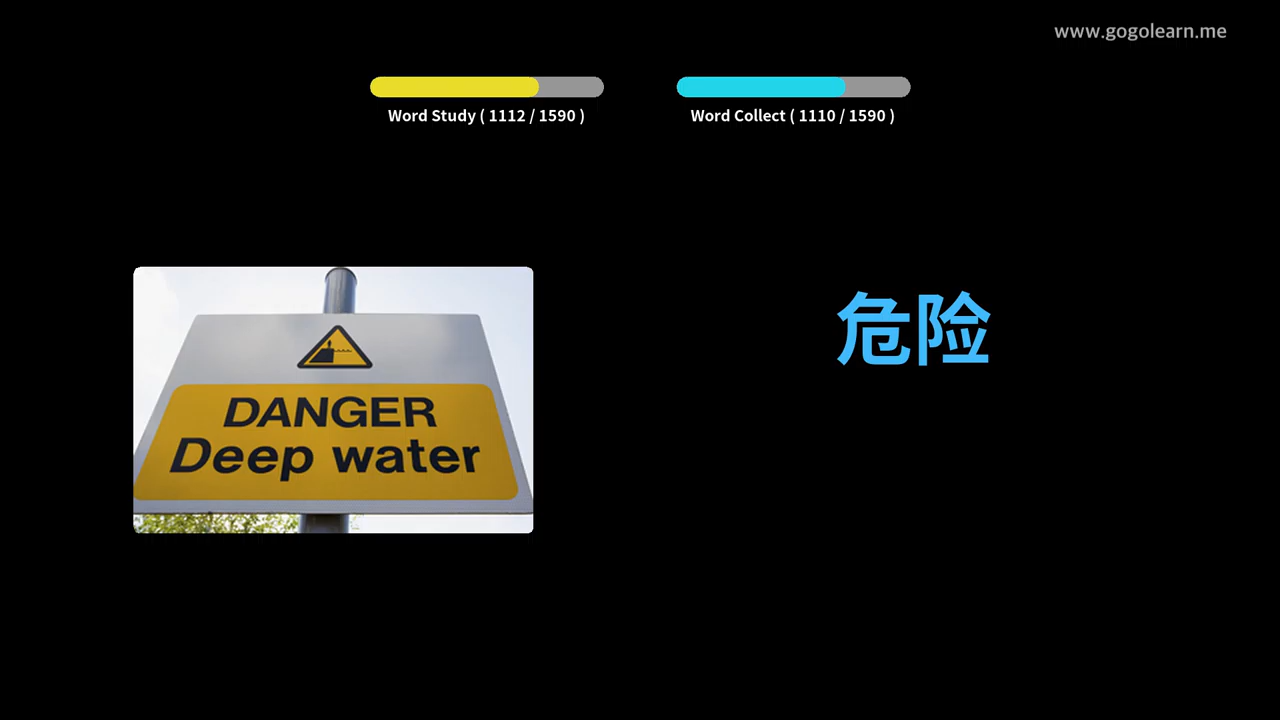 www.gogolearn.me
Word Study ( 1112 / 1590 )
Word Collect ( 1110 / 1590 )
危险
DANGER
Deep water